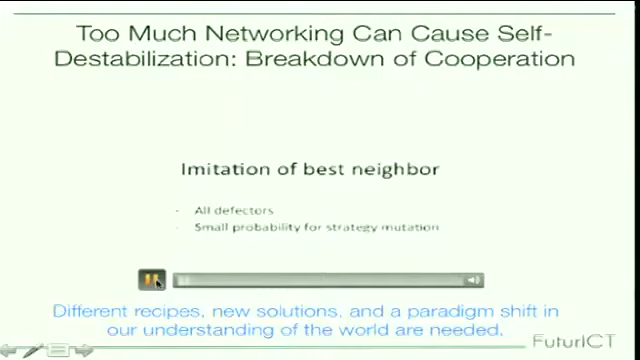 Too Much Networking Can Cause Self-
Destabilization: Breakdown of Cooperation
Imitation of best neighbor
- All defectors
- Small probability for strategy mutation
Different recipes, new solutions, and a paradigm shift in
our understanding of the world are needed.
FuturICT